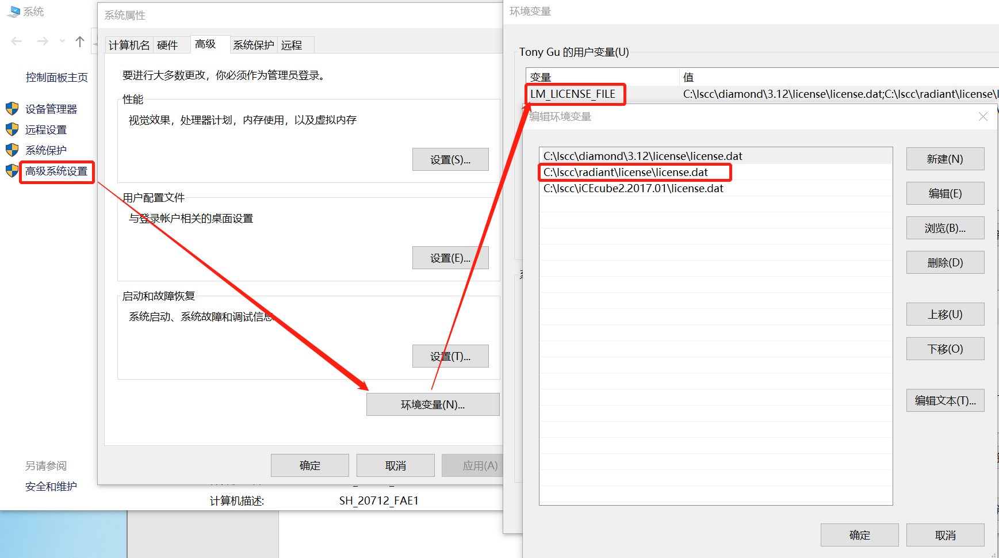 系统
控制面板主页
设备管理器
远程设置
系统保护
高级系统设置
另请参阅
安全和维护
系统属性
计算机名
硬件
高级
系统保护
远程
要进行大多数更改，你必须作为管理员登录。
性能
视觉效果，处理器计划，内存使用，以及虚拟内存
设置(S)...
用户配置文件
与登录帐户相关的桌面设置
设置(E)...
启动和故障恢复
系统启动、系统故障和调试信息
设置(T)...
环境变量(N)...
确定
取消
应用(A)
计算机描述:
SH_20712_FAE1
环境变量
Tony Gu 的用户变量(U)
变量
值
LM_LICENSE_FILE
C:\lscc\diamond\3.12\license\license.dat;C:\lscc\radiant\license\l
编辑环境变量
C:\lscc\diamond\3.12\license\license.dat
C:\lscc\radiant\license\license.dat
C:\lscc\iCEcube2.2017.01\license.dat
新建(N)
编辑(E)
浏览(B)...
删除(D)
上移(U)
下移(O)
编辑文本(T)...
确定
取消